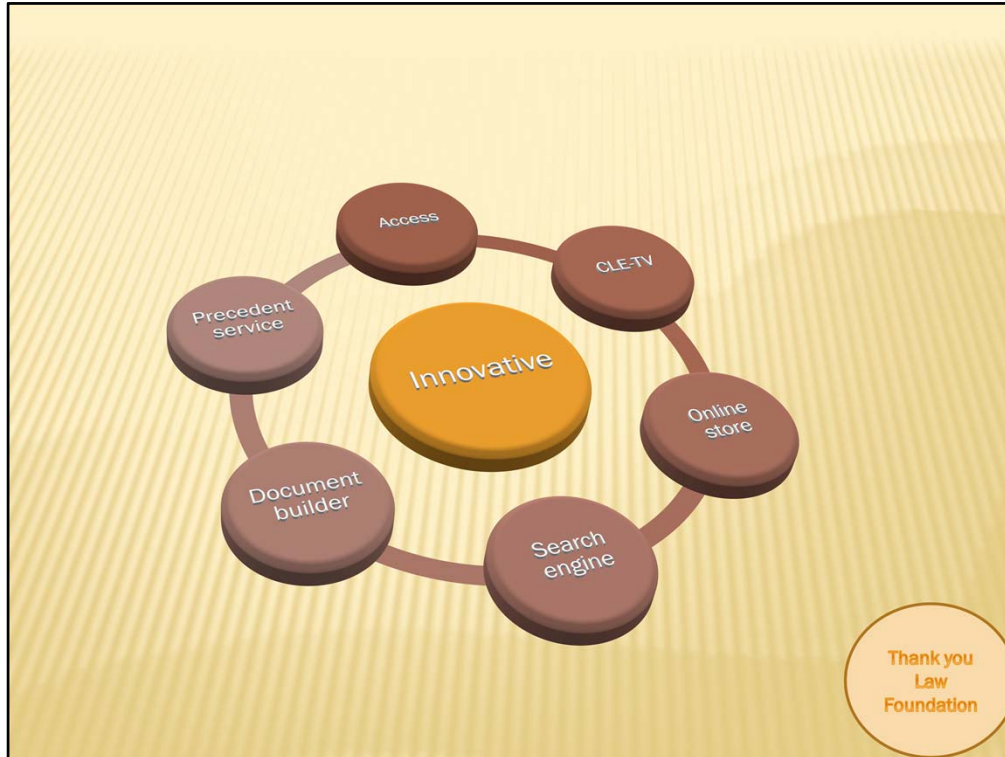 Access
CLE-TV
Precedent
service
Innovative
Online
store
Document
builder
Search
engine
Thank you
Law
Foundation